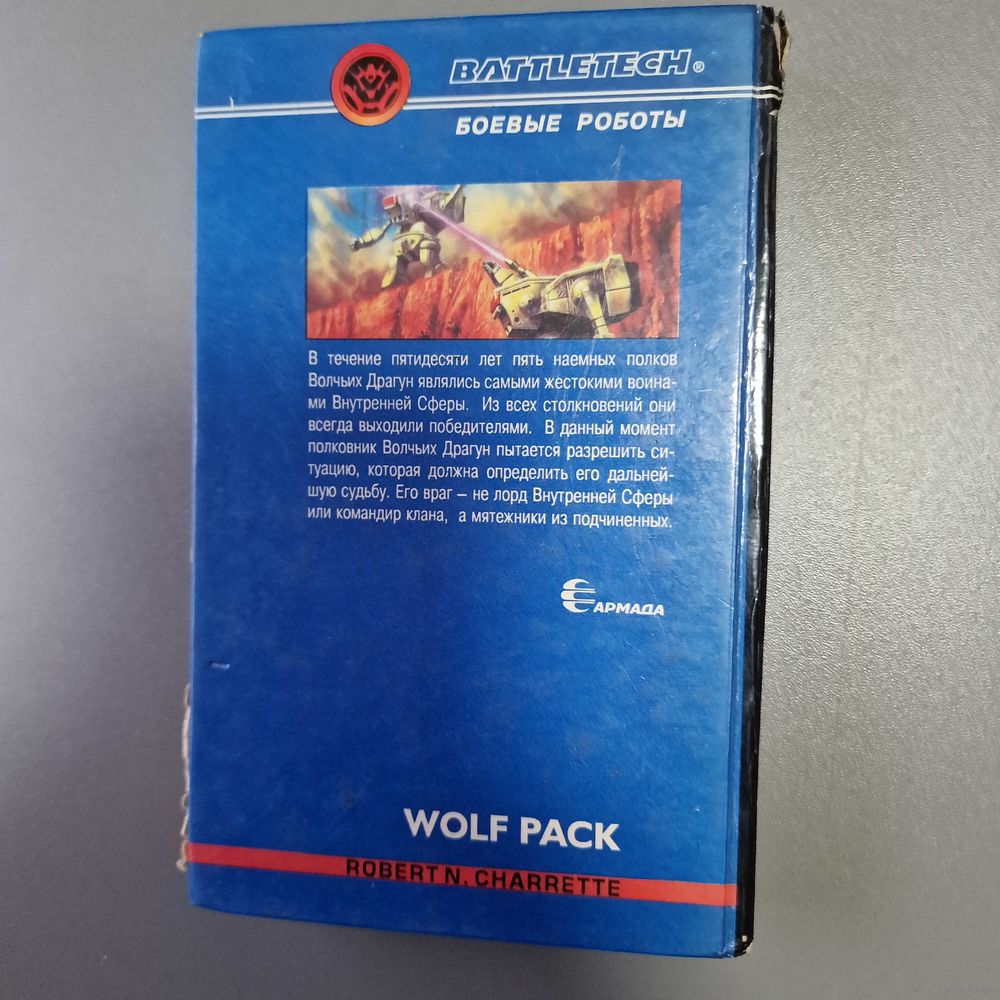 BATTLETECH®
БОЕВЫЕ РОБОТЫ
В течение пятидесяти лет пять наемных полков
Волчьих Драгун являлись самыми жестокими воина-
ми Внутренней Сферы. Из всех столкновений они
всегда выходили победителями. В данный момент
полковник Волчьих Драгун пытается разрешить си-
туацию, которая должна определить его дальней-
шую судьбу. Его враг – не лорд Внутренней Сферы
или командир клана, а мятежники из подчиненных.
АРМАДА
WOLF PACK
ROBERT N. CHARRETTE